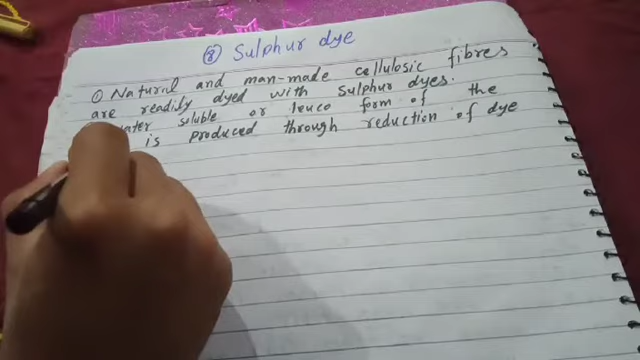 ⑧ Sulphur dye
① Natural and man-made cellulosic fibres
are readily dyed with Sulphur dyes.
water soluble or leuco form of the
is produced through reduction of dye